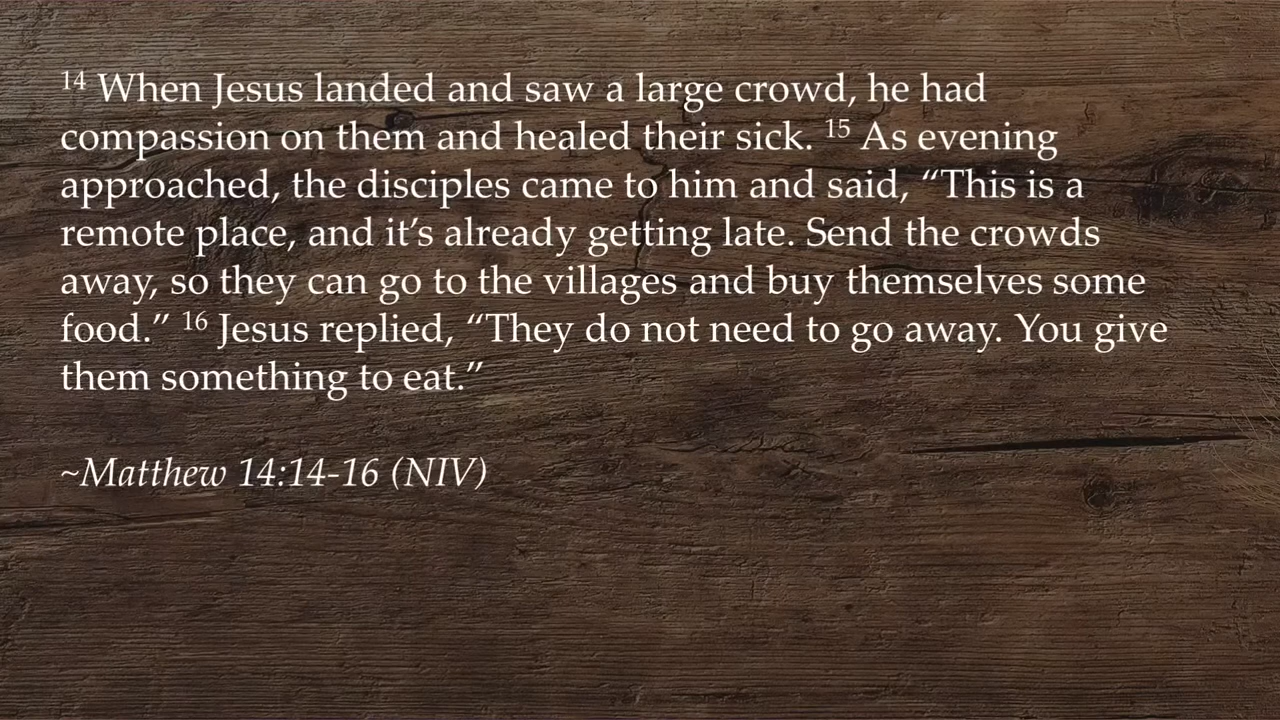 14 When Jesus landed and saw a large crowd, he had
compassion on them and healed their sick. 15 As evening
approached, the disciples came to him and said, “This is a
remote place, and it’s already getting late. Send the crowds
away, so they can go to the villages and buy themselves some
food.” 16 Jesus replied, “They do not need to go away. You give
them something to eat.”
~Matthew 14:14-16 (NIV)